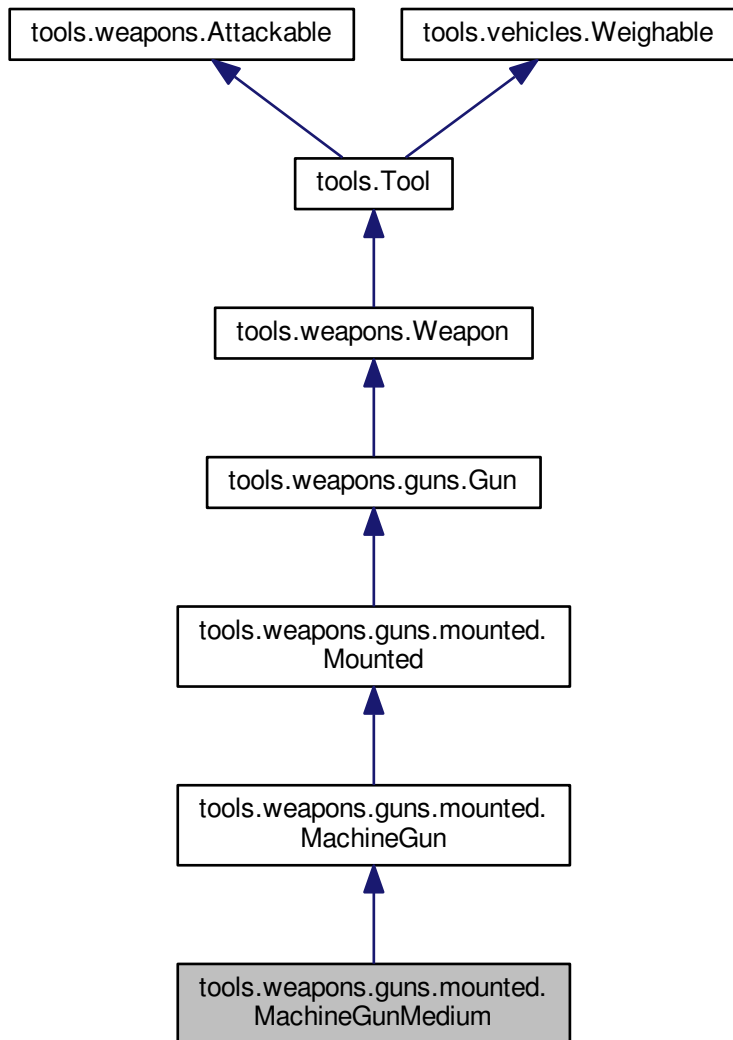 tools.weapons.Attackable
tools.vehicles.Weighable
tools.Tool
tools.weapons.Weapon
tools.weapons.guns.Gun
tools.weapons.guns.mounted.
Mounted
tools.weapons.guns.mounted.
MachineGun
tools.weapons.guns.mounted.
MachineGunMedium